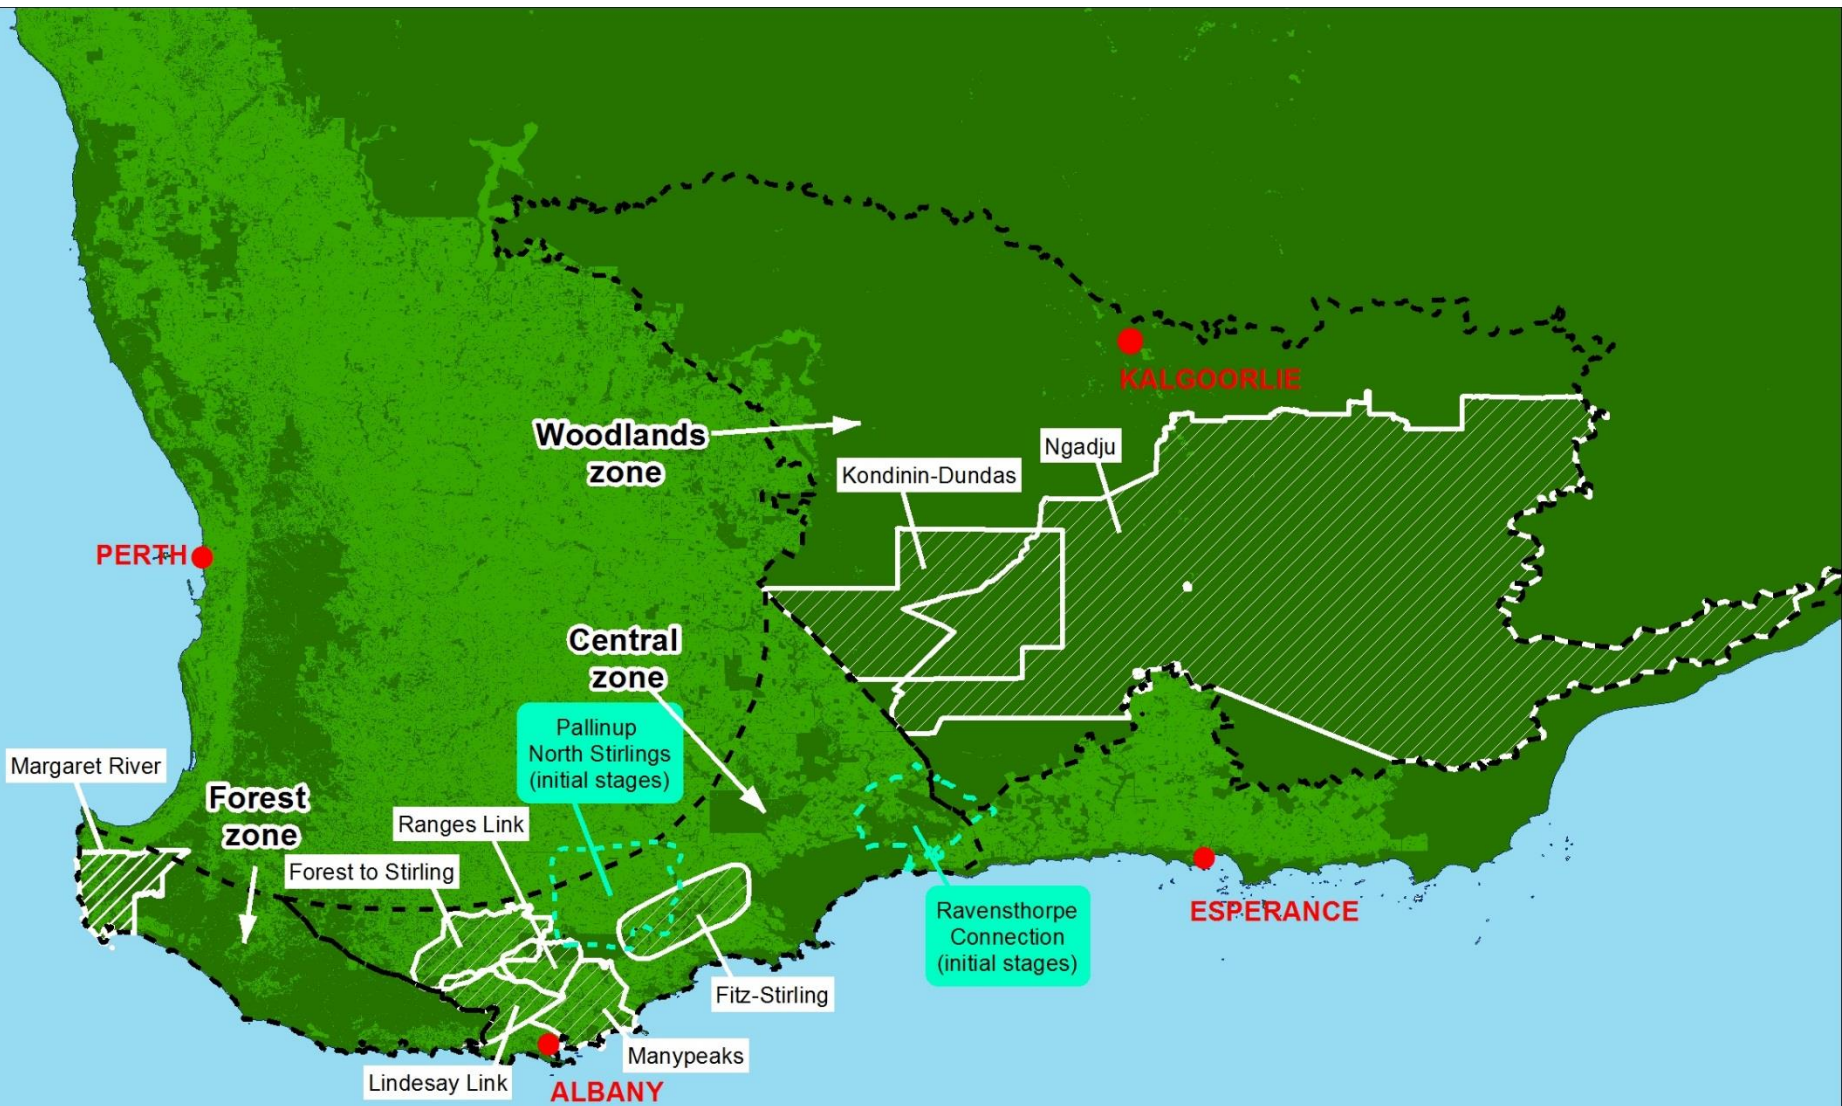 KALGOORLIE
Woodlands
zone
Ngadju
Kondinin-Dundas
PERTH
Central
zone
Pallinup
North Stirlings
(initial stages)
Margaret River
Forest
zone
Ranges Link
Forest to Stirling
Ravensthorpe
Connection
(initial stages)
ESPERANCE
Fitz-Stirling
Manypeaks
Lindesay Link
ALBANY